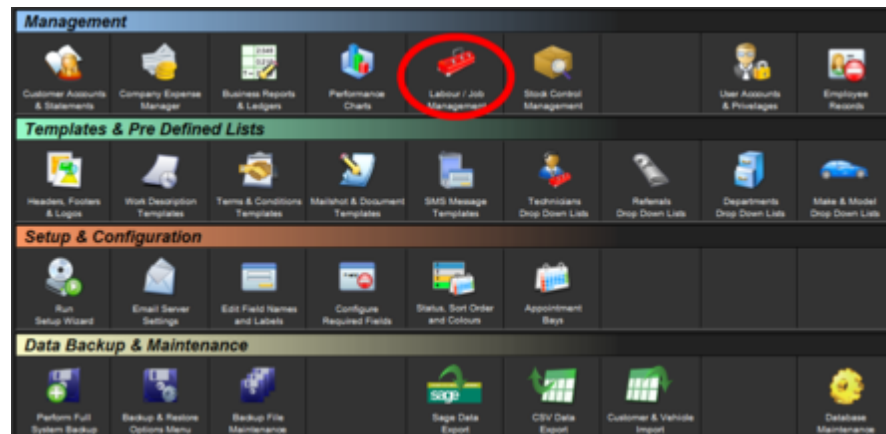 Management
Customer Accounts & Statements
Company Expense Manager
Business Reports & Ledgers
Performance Charts
Labour / Job Management
Stock Control Management
User Accounts & Privilages
Employee Records
Templates & Pre Defined Lists
Headers, Footers & Logos
Work Description Templates
Terms & Conditions Templates
Mailshot & Document Templates
SMS Message Templates
Technicians Drop Down Lists
Referrals Drop Down Lists
Departments Drop Down Lists
Make & Model Drop Down Lists
Setup & Configuration
Run Setup Wizard
Email Server Settings
Edit Field Names and Labels
Configure Required Fields
Status, Sort Order and Colours
Appointment Bays
Data Backup & Maintenance
Perform Full System Backup
Backup & Restore Options Menu
Backup File Maintenance
sage
Sage Data Export
CSV Data Export
Customer & Vehicle Import
Database Maintenance